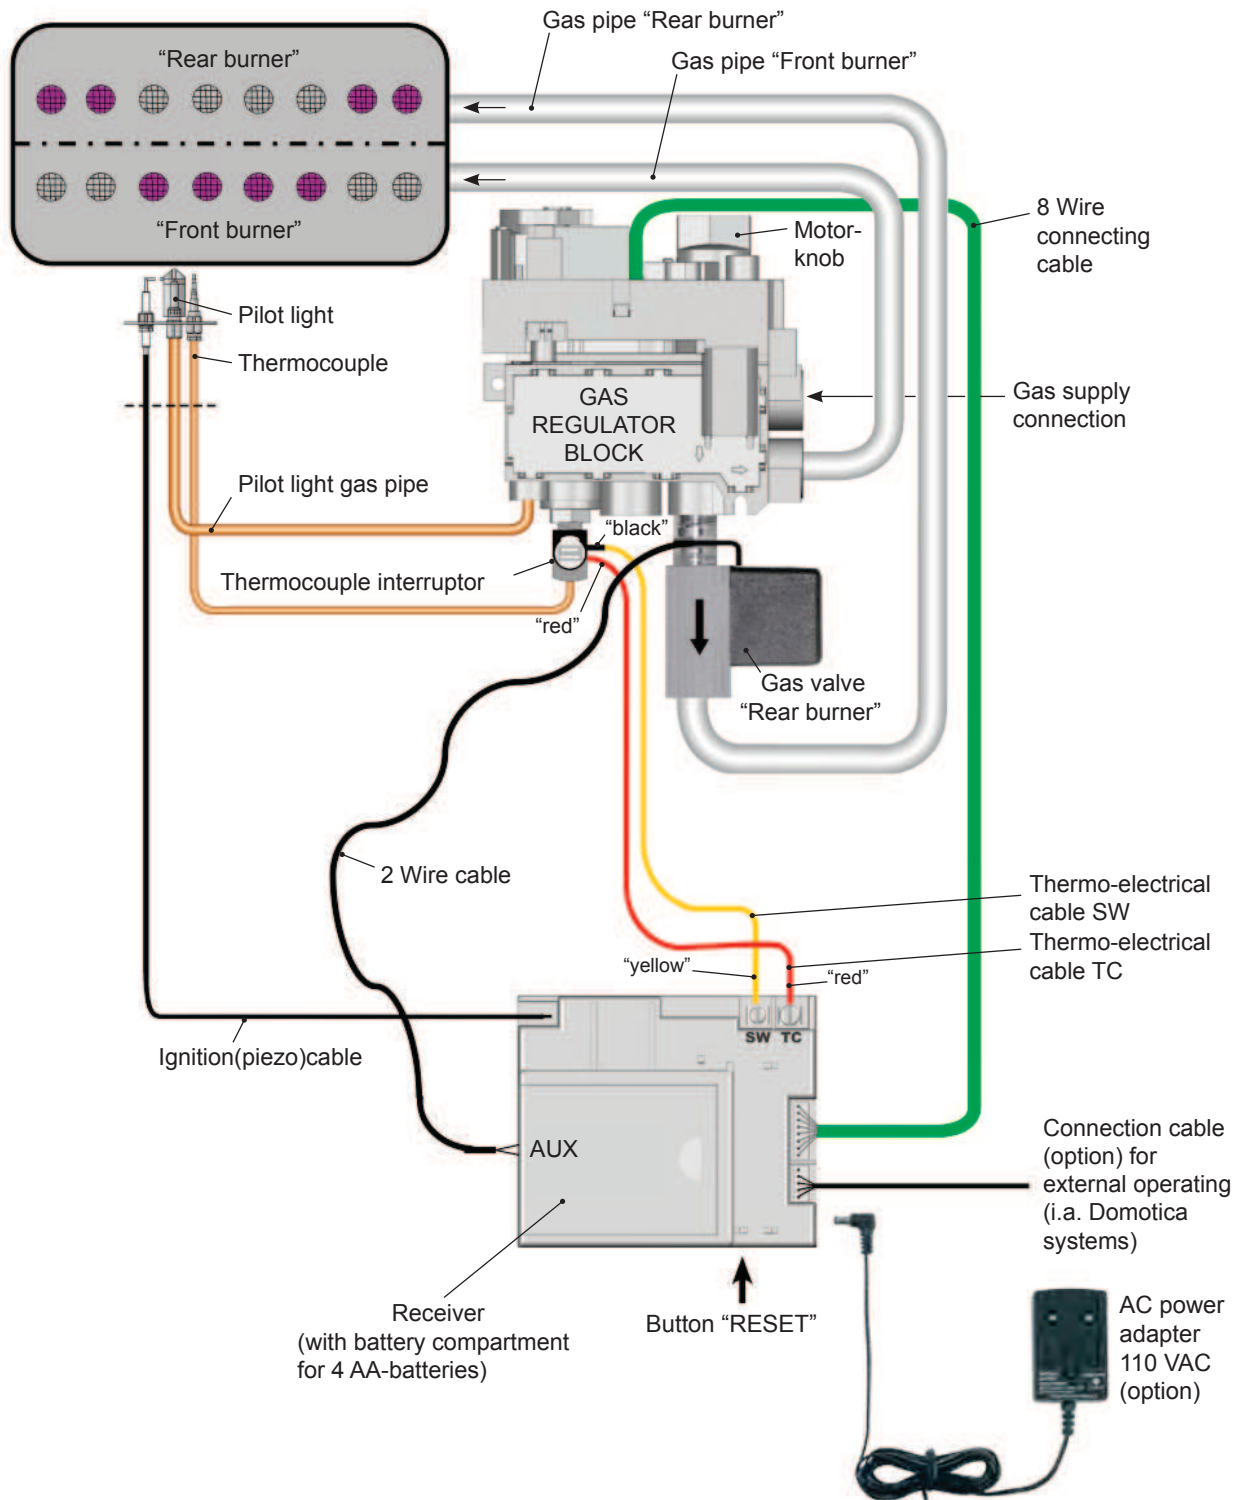 Gas pipe “Rear burner”
Gas pipe “Front burner”
“Rear burner”
“Front burner”
8 Wire
connecting
cable
Motor-
knob
Pilot light
Thermocouple
GAS
REGULATOR
BLOCK
Gas supply
connection
Pilot light gas pipe
“black”
Thermocouple interruptor
“red”
Gas valve
“Rear burner”
2 Wire cable
Thermo-electrical
cable SW
Thermo-electrical
cable TC
“yellow”
“red”
SW TC
Ignition(piezo)cable
AUX
Connection cable
(option) for
external operating
(i.a. Domotica
systems)
Receiver
(with battery compartment
for 4 AA-batteries)
Button “RESET”
AC power
adapter
110 VAC
(option)